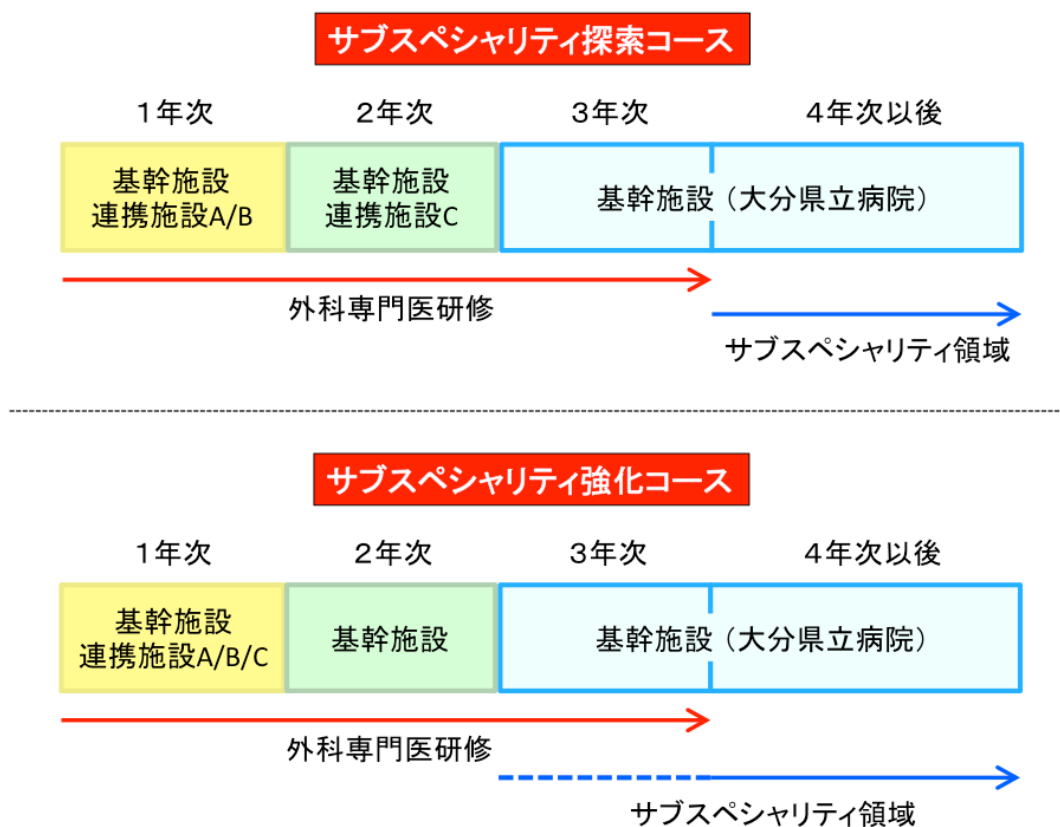 サブスペシャリティ探索コース
1年次 2年次 3年次 4年次以後
基幹施設
連携施設A/B
基幹施設
連携施設C
基幹施設（大分県立病院）
外科専門医研修
サブスペシャリティ領域
サブスペシャリティ強化コース
1年次 2年次 3年次 4年次以後
基幹施設
連携施設A/B/C
基幹施設
基幹施設（大分県立病院）
外科専門医研修
サブスペシャリティ領域